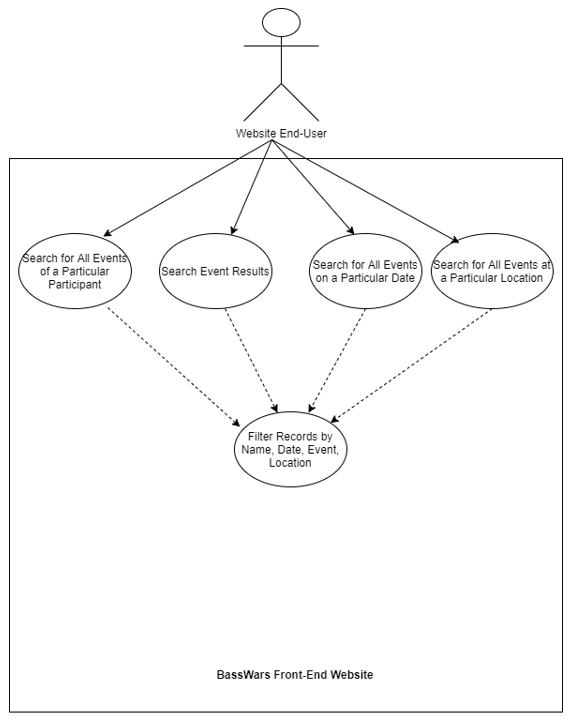 Website End-User
Search for All Events
of a Particular
Participant
Search Event Results
Search for All Events
on a Particular Date
Search for All Events at
a Particular Location
Filter Records by
Name, Date, Event,
Location
BassWars Front-End Website